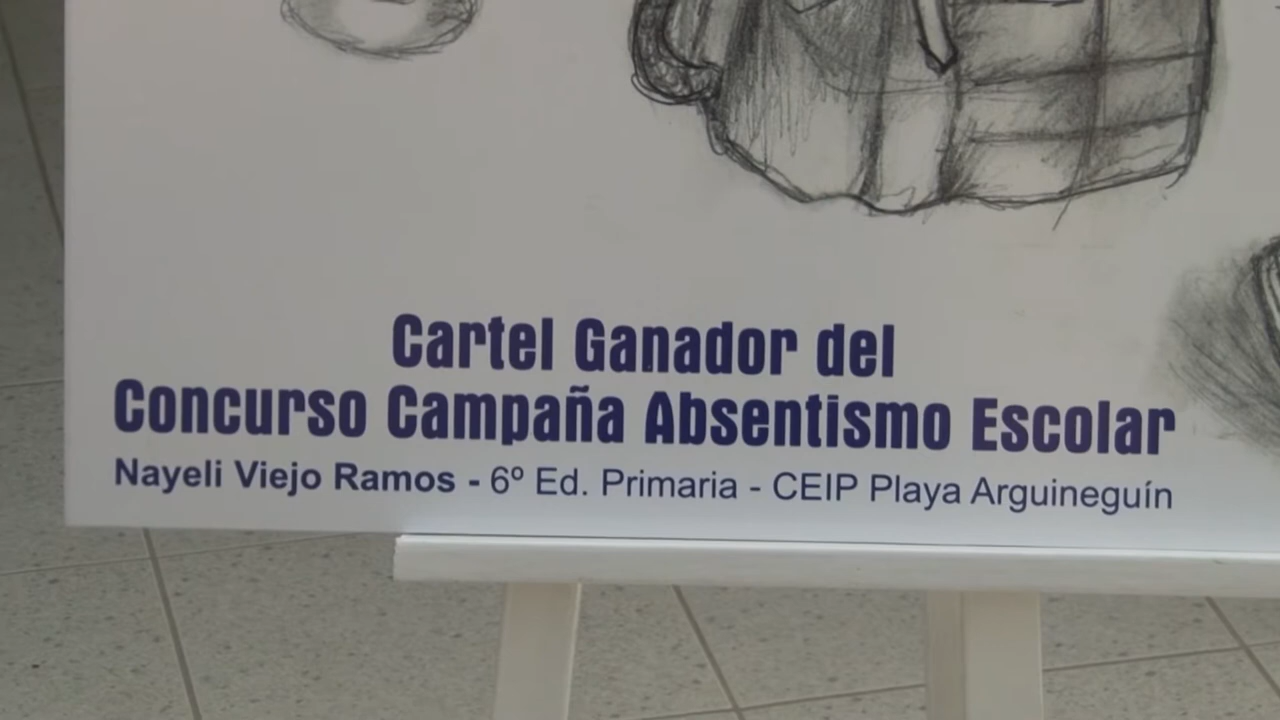 Cartel Ganador del
Concurso Campaña Absentismo Escolar
Nayeli Viejo Ramos - 6º Ed. Primaria - CEIP Playa Arguineguín